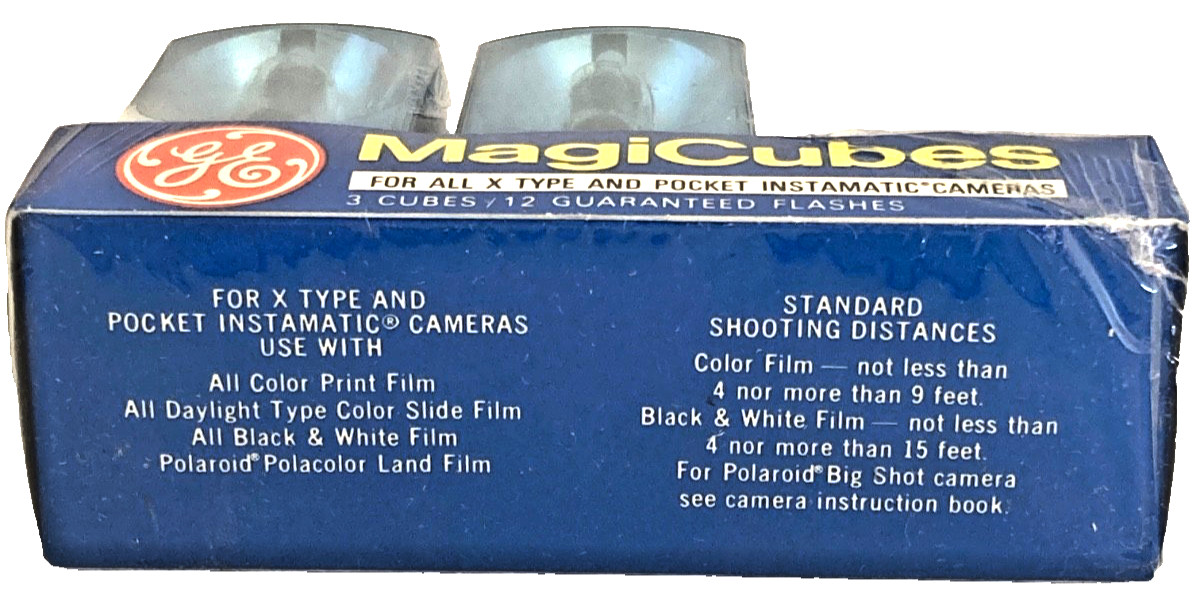 GE
MagiCubes
FOR ALL X TYPE AND POCKET INSTAMATIC® CAMERAS
3 CUBES / 12 GUARANTEED FLASHES
FOR X TYPE AND
POCKET INSTAMATIC® CAMERAS
USE WITH
All Color Print Film
All Daylight Type Color Slide Film
All Black & White Film
Polaroid® Polacolor Land Film
STANDARD
SHOOTING DISTANCES
Color Film — not less than
4 nor more than 9 feet.
Black & White Film — not less than
4 nor more than 15 feet.
For Polaroid® Big Shot camera
see camera instruction book.